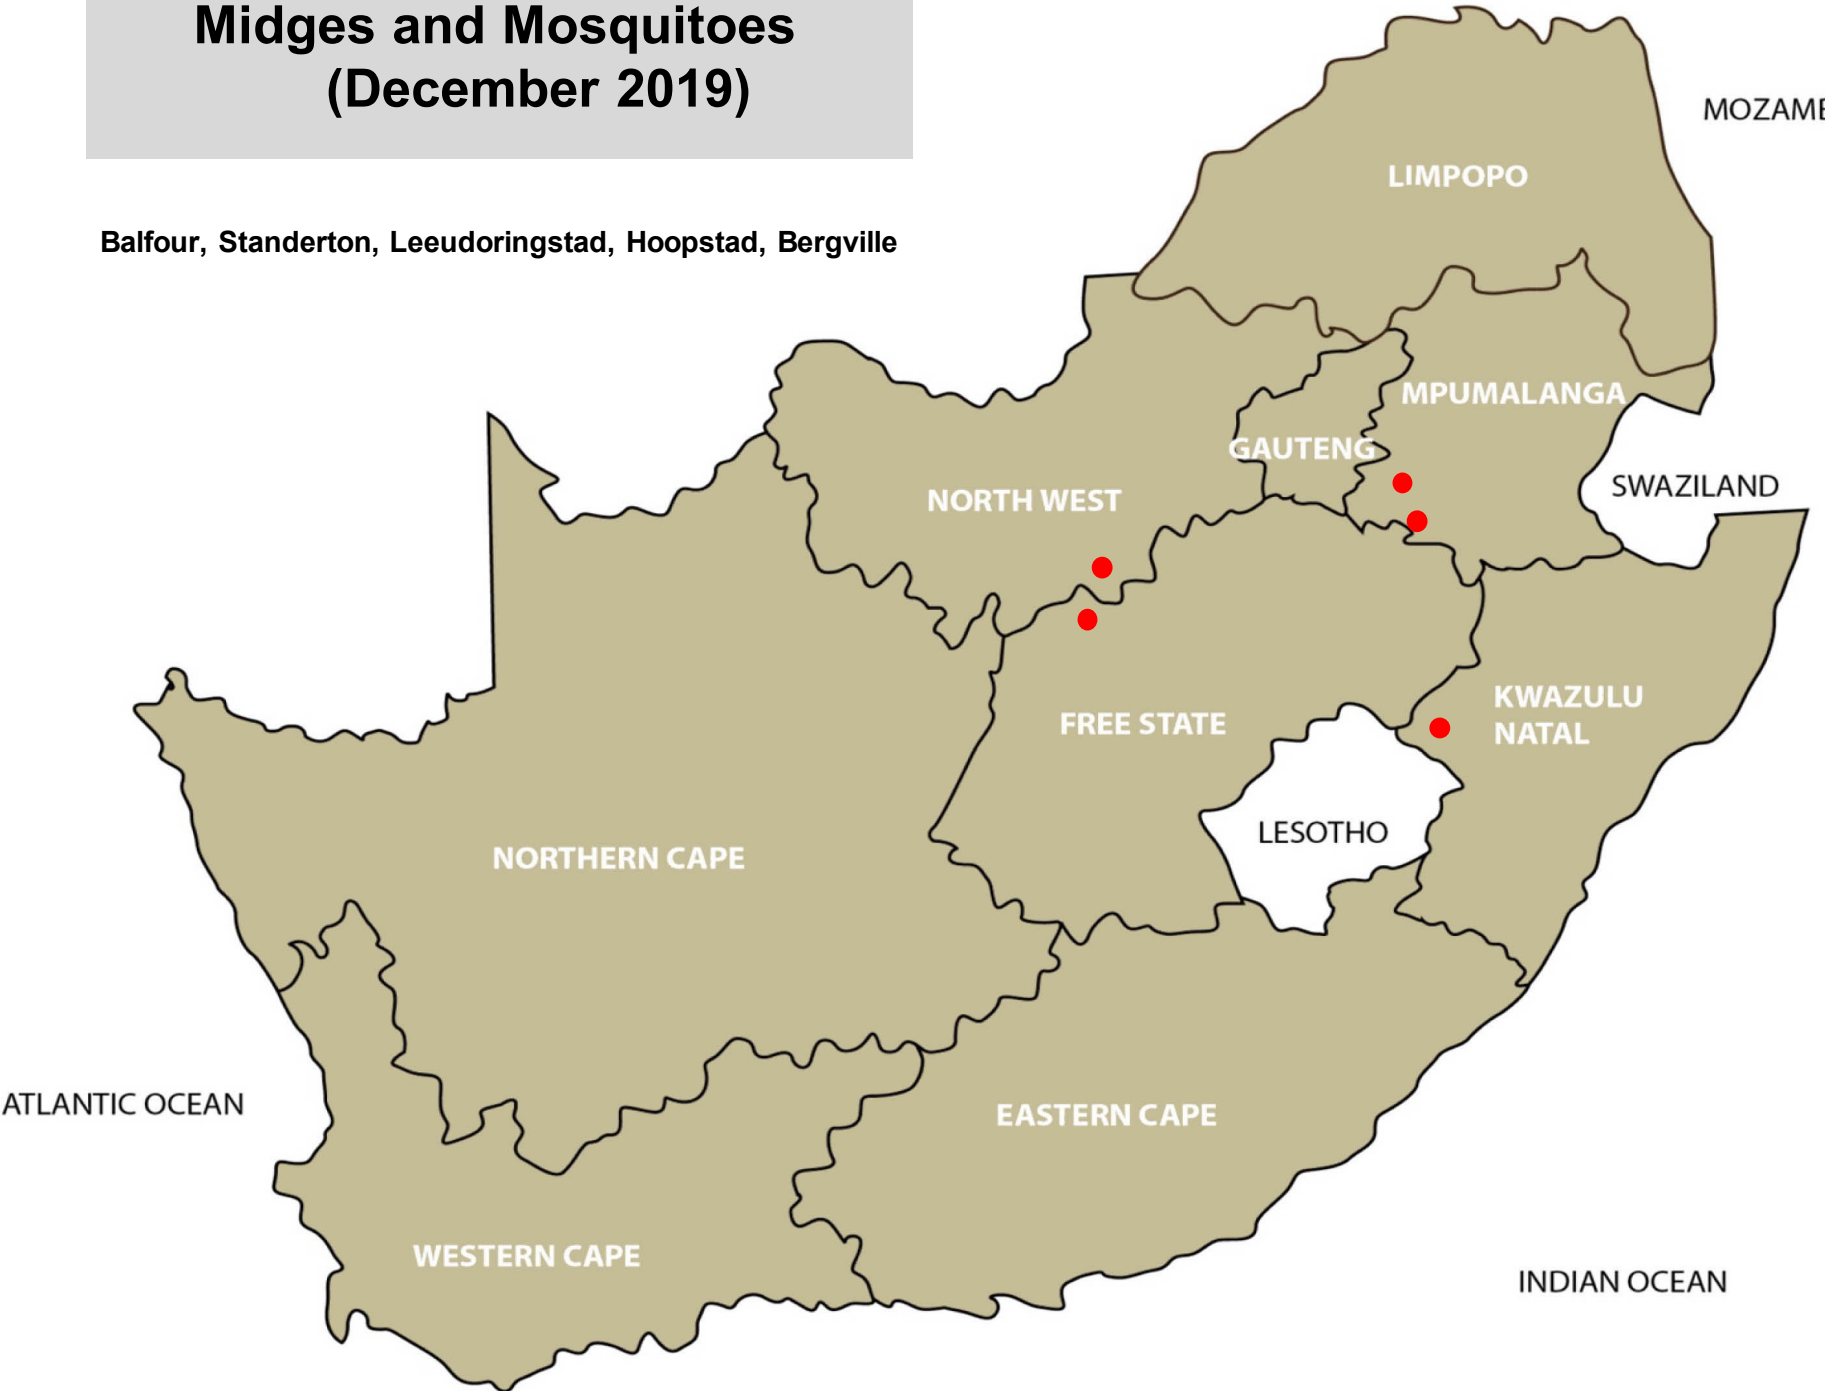 Midges and Mosquitoes
(December 2019)
Balfour, Standerton, Leeudoringstad, Hoopstad, Bergville
MOZAMB
LIMPOPO
MPUMALANGA
GAUTENG
SWAZILAND
NORTH WEST
KWAZULU
NATAL
FREE STATE
LESOTHO
NORTHERN CAPE
ATLANTIC OCEAN
EASTERN CAPE
WESTERN CAPE
INDIAN OCEAN